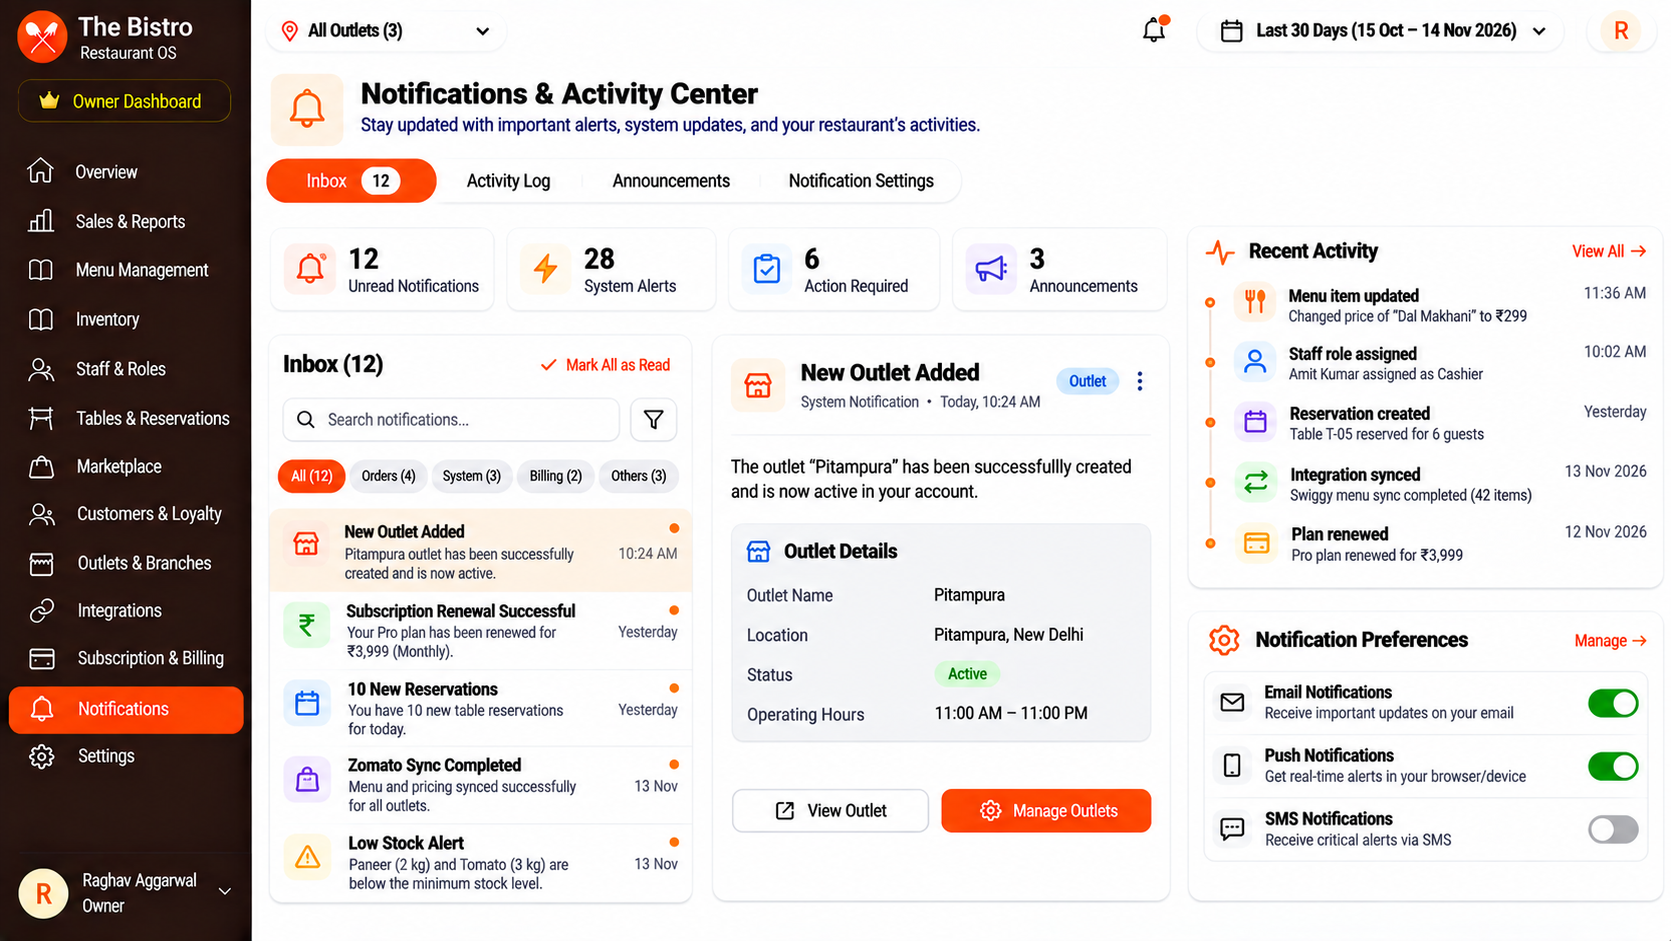 The Bistro
Restaurant OS
Owner Dashboard
Overview
Sales & Reports
Menu Management
Inventory
Staff & Roles
Tables & Reservations
Marketplace
Customers & Loyalty
Outlets & Branches
Integrations
Subscription & Billing
Notifications
Settings
R
Raghav Aggarwal
Owner
All Outlets (3)
Last 30 Days (15 Oct – 14 Nov 2026)
R
Notifications & Activity Center
Stay updated with important alerts, system updates, and your restaurant's activities.
Inbox 12
Activity Log
Announcements
Notification Settings
12
Unread Notifications
28
System Alerts
6
Action Required
3
Announcements
Inbox (12)
Mark All as Read
Search notifications...
All (12)
Orders (4)
System (3)
Billing (2)
Others (3)
New Outlet Added
Pitampura outlet has been successfully
created and is now active.
10:24 AM
Subscription Renewal Successful
Your Pro plan has been renewed for
₹3,999 (Monthly).
Yesterday
10 New Reservations
You have 10 new table reservations
for today.
Yesterday
Zomato Sync Completed
Menu and pricing synced successfully
for all outlets.
13 Nov
Low Stock Alert
Paneer (2 kg) and Tomato (3 kg) are
below the minimum stock level.
13 Nov
New Outlet Added
System Notification • Today, 10:24 AM
Outlet
The outlet “Pitampura” has been successfullly created
and is now active in your account.
Outlet Details
Outlet Name Pitampura
Location Pitampura, New Delhi
Status Active
Operating Hours 11:00 AM – 11:00 PM
View Outlet
Manage Outlets
Recent Activity
View All →
Menu item updated
Changed price of “Dal Makhani” to ₹299
11:36 AM
Staff role assigned
Amit Kumar assigned as Cashier
10:02 AM
Reservation created
Table T-05 reserved for 6 guests
Yesterday
Integration synced
Swiggy menu sync completed (42 items)
13 Nov 2026
Plan renewed
Pro plan renewed for ₹3,999
12 Nov 2026
Notification Preferences
Manage →
Email Notifications
Receive important updates on your email
Push Notifications
Get real-time alerts in your browser/device
SMS Notifications
Receive critical alerts via SMS